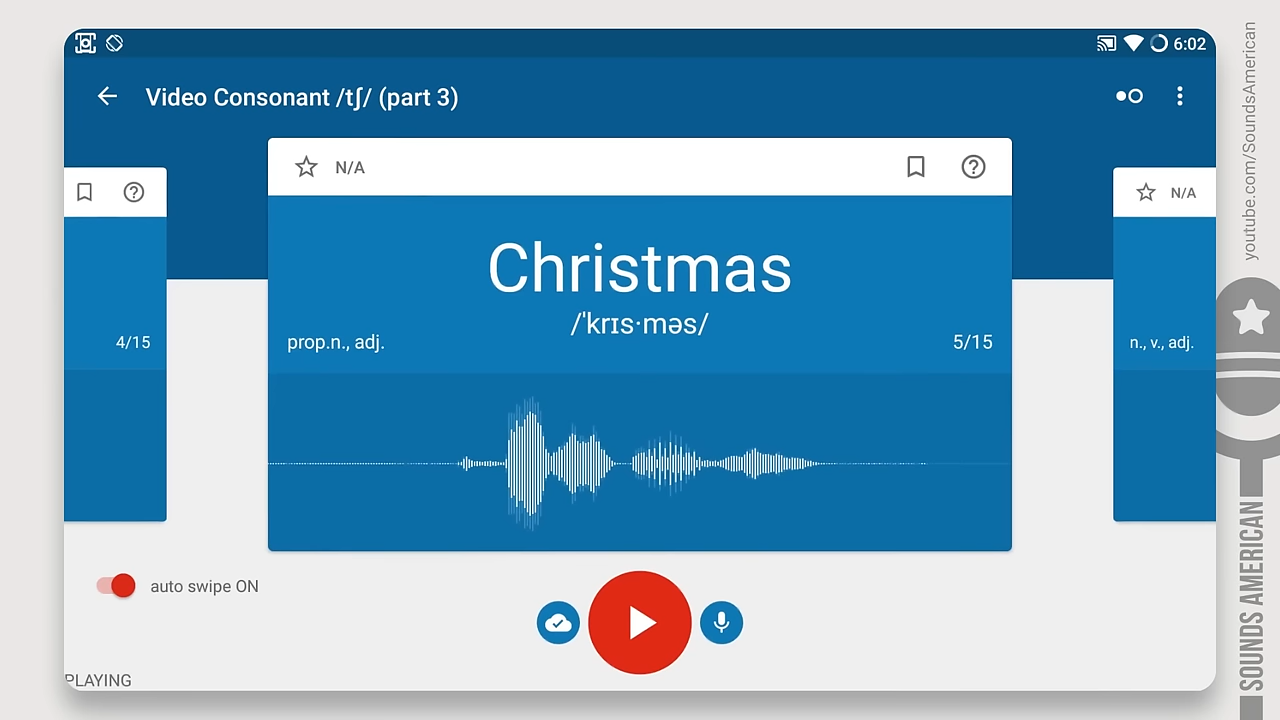 6:02
Video Consonant /tʃ/ (part 3)
N/A
N/A
Christmas
/ˈkrɪs·məs/
4/15
prop.n., adj.
5/15
n., v., adj.
auto swipe ON
PLAYING
youtube.com/SoundsAmerican
SOUNDS AMERICAN